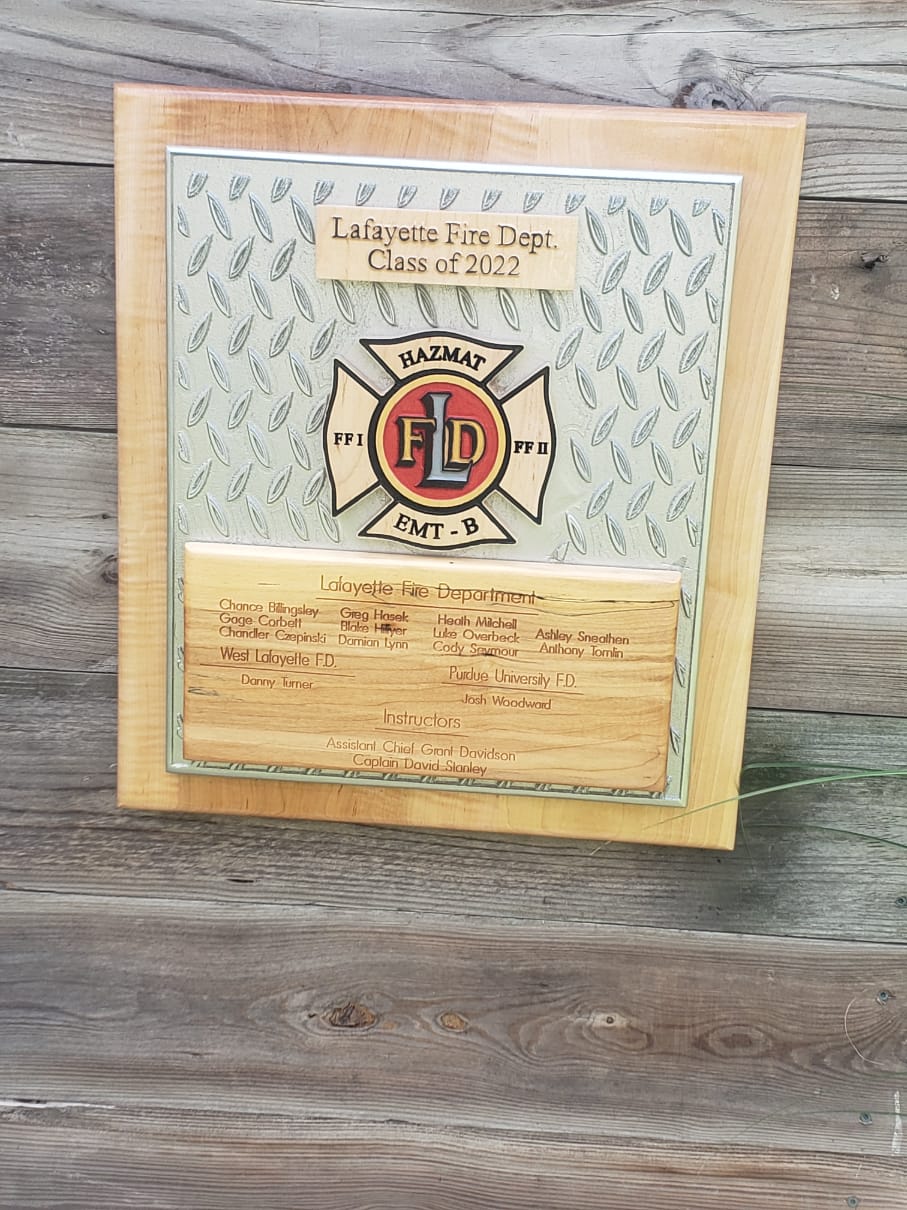 Lafayette Fire Dept.
Class of 2022
HAZMAT
FF I
FLD
FF II
EMT - B
Lafayette Fire Department
Chance Billingsley Greg Hasek Heath Mitchell
Gage Corbett Blake Luke Overbeck Ashley Sneathen
Chandler Czepinski Damian Lynn Cody Seymour Anthony Tomlin
West Lafayette F.D. Purdue University F.D.
Danny Turner Josh Woodward
Instructors
Assistant Chief Grant Davidson
Captain David Stanley